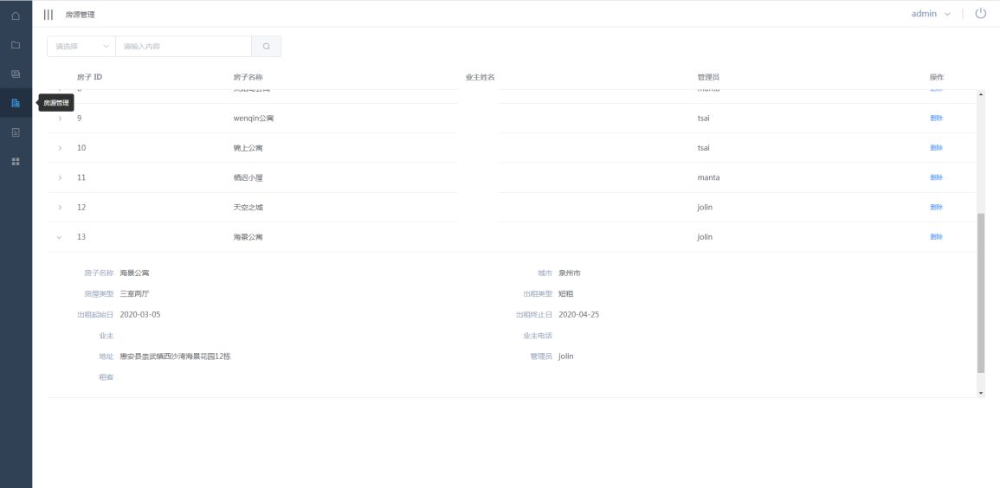 房源管理
admin
请选择 请输入内容
房子 ID 房子名称 业主姓名 管理员 操作
房源管理
9 wenqin公寓 tsai 删除
10 锦上公寓 tsai 删除
11 栖迟小屋 manta 删除
12 天空之城 jolin 删除
13 海景公寓 jolin 删除
房子名称 海景公寓 城市 泉州市
房屋类型 三室两厅 出租类型 短租
出租起始日 2020-03-05 出租终止日 2020-04-25
业主 业主电话
地址 惠安县崇武镇西沙湾海景花园12栋 管理员 jolin
租客